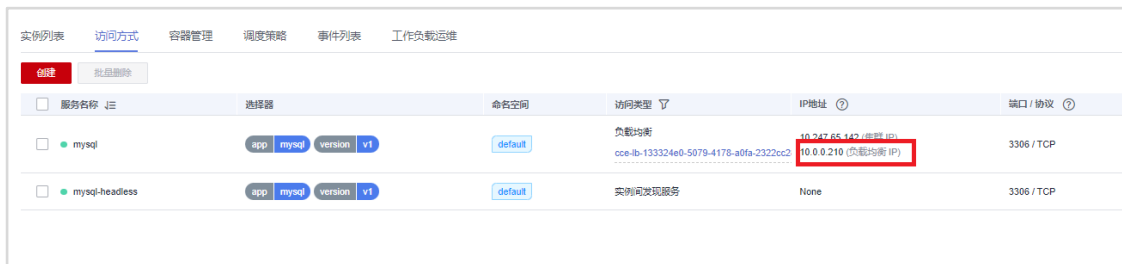 实例列表 访问方式 容器管理 调度策略 事件列表 工作负载运维
创建 批量删除
服务名称 选择器 命名空间 访问类型 IP地址 端口 / 协议
mysql app mysql version v1 default 负载均衡 10.247.65.142 (集群 IP) 3306 / TCP
cce-lb-133324e0-5079-4178-a0fa-2322cc2 10.0.0.210 (负载均衡 IP)
mysql-headless app mysql version v1 default 实例间发现服务 None 3306 / TCP